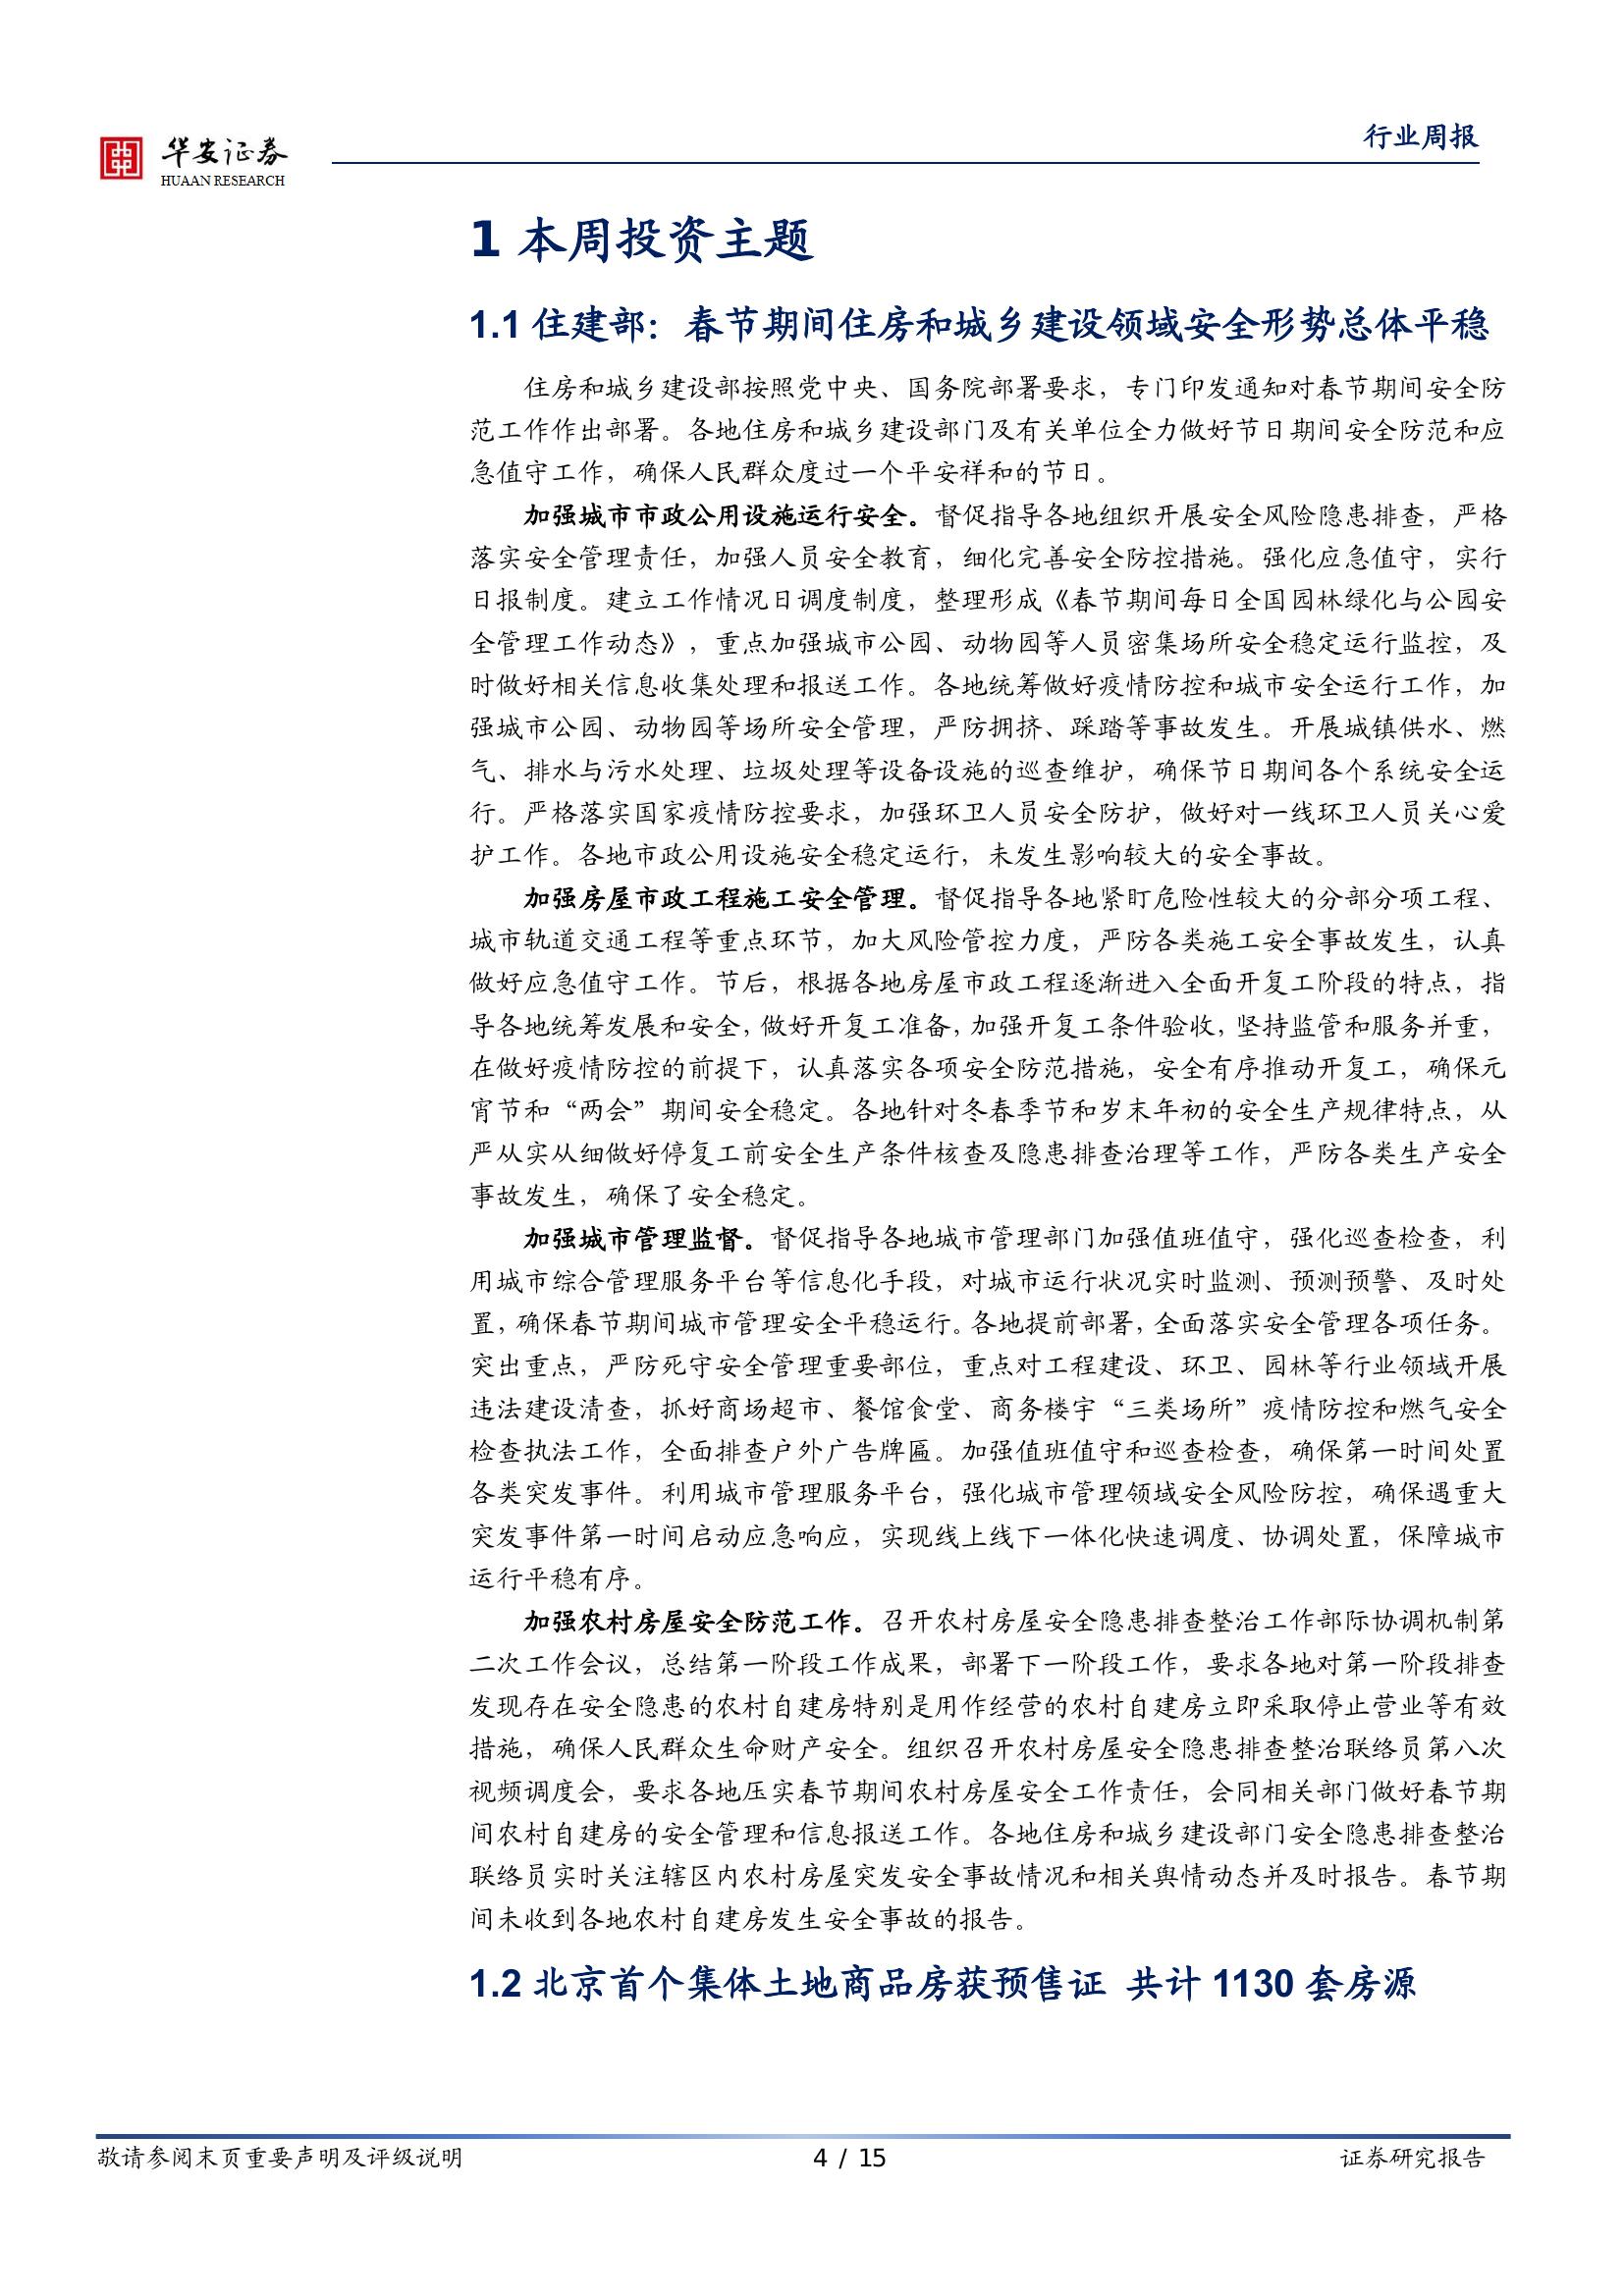 华安证券
HUAAN RESEARCH
行业周报
1 本周投资主题
1.1 住建部：春节期间住房和城乡建设领域安全形势总体平稳
住房和城乡建设部按照党中央、国务院部署要求，专门印发通知对春节期间安全防
范工作作出部署。各地住房和城乡建设部门及有关单位全力做好节日期间安全防范和应
急值守工作，确保人民群众度过一个平安祥和的节日。
加强城市市政公用设施运行安全。督促指导各地组织开展安全风险隐患排查，严格
落实安全管理责任，加强人员安全教育，细化完善安全防控措施。强化应急值守，实行
日报制度。建立工作情况日调度制度，整理形成《春节期间每日全国园林绿化与公园安
全管理工作动态》，重点加强城市公园、动物园等人员密集场所安全稳定运行监控，及
时做好相关信息收集处理和报送工作。各地统筹做好疫情防控和城市安全运行工作，加
强城市公园、动物园等场所安全管理，严防拥挤、踩踏等事故发生。开展城镇供水、燃
气、排水与污水处理、垃圾处理等设备设施的巡查维护，确保节日期间各个系统安全运
行。严格落实国家疫情防控要求，加强环卫人员安全防护，做好对一线环卫人员关心爱
护工作。各地市政公用设施安全稳定运行，未发生影响较大的安全事故。
加强房屋市政工程施工安全管理。督促指导各地紧盯危险性较大的分部分项工程、
城市轨道交通工程等重点环节，加大风险管控力度，严防各类施工安全事故发生，认真
做好应急值守工作。节后，根据各地房屋市政工程逐渐进入全面开复工阶段的特点，指
导各地统筹发展和安全，做好开复工准备，加强开复工条件验收，坚持监管和服务并重，
在做好疫情防控的前提下，认真落实各项安全防范措施，安全有序推动开复工，确保元
宵节和“两会”期间安全稳定。各地针对冬春季节和岁末年初的安全生产规律特点，从
严从实从细做好停复工前安全生产条件核查及隐患排查治理等工作，严防各类生产安全
事故发生，确保了安全稳定。
加强城市管理监督。督促指导各地城市管理部门加强值班值守，强化巡查检查，利
用城市综合管理服务平台等信息化手段，对城市运行状况实时监测、预测预警、及时处
置，确保春节期间城市管理安全平稳运行。各地提前部署，全面落实安全管理各项任务。
突出重点，严防死守安全管理重要部位，重点对工程建设、环卫、园林等行业领域开展
违法建设清查，抓好商场超市、餐馆食堂、商务楼宇“三类场所”疫情防控和燃气安全
检查执法工作，全面排查户外广告牌匾。加强值班值守和巡查检查，确保第一时间处置
各类突发事件。利用城市管理服务平台，强化城市管理领域安全风险防控，确保遇重大
突发事件第一时间启动应急响应，实现线上线下一体化快速调度、协调处置，保障城市
运行平稳有序。
加强农村房屋安全防范工作。召开农村房屋安全隐患排查整治工作部际协调机制第
二次工作会议，总结第一阶段工作成果，部署下一阶段工作，要求各地对第一阶段排查
发现存在安全隐患的农村自建房特别是用作经营的农村自建房立即采取停止营业等有效
措施，确保人民群众生命财产安全。组织召开农村房屋安全隐患排查整治联络员第八次
视频调度会，要求各地压实春节期间农村房屋安全工作责任，会同相关部门做好春节期
间农村自建房的安全管理和信息报送工作。各地住房和城乡建设部门安全隐患排查整治
联络员实时关注辖区内农村房屋突发安全事故情况和相关舆情动态并及时报告。春节期
间未收到各地农村自建房发生安全事故的报告。
1.2 北京首个集体土地商品房获预售证 共计 1130 套房源
敬请参阅末页重要声明及评级说明
4 / 15
证券研究报告